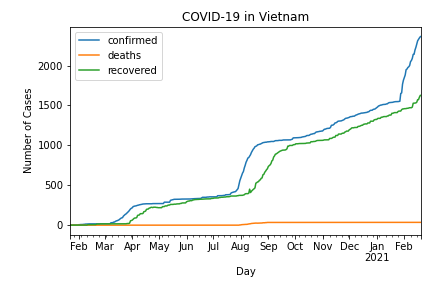 COVID-19 in Vietnam
confirmed
deaths
recovered
Number of Cases
2000
1500
1000
500
0
Feb Mar Apr May Jun Jul Aug Sep Oct Nov Dec Jan Feb
2021
Day